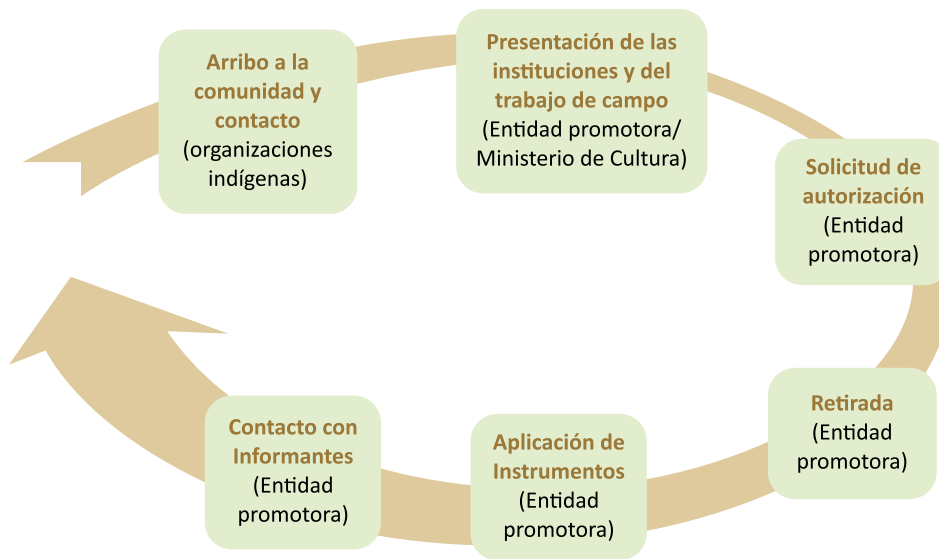 Arribo a la
comunidad y
contacto
(organizaciones
indígenas)
Presentación de las
instituciones y del
trabajo de campo
(Entidad promotora/
Ministerio de Cultura)
Solicitud de
autorización
(Entidad
promotora)
Retirada
(Entidad
promotora)
Aplicación de
Instrumentos
(Entidad
promotora)
Contacto con
Informantes
(Entidad
promotora)